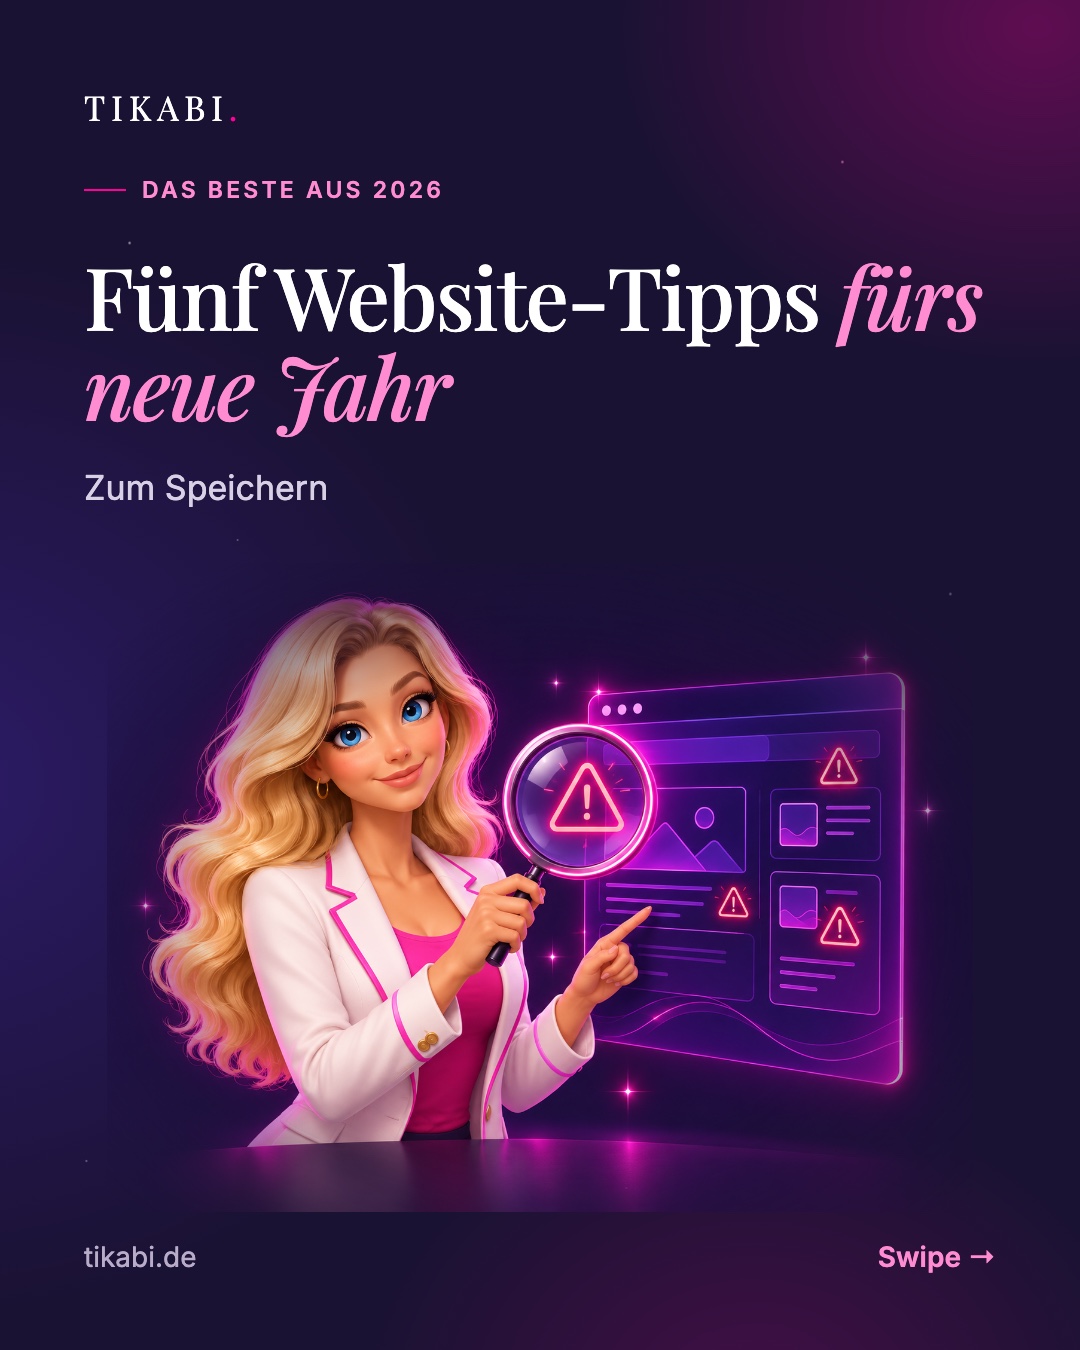 TIKABI.
DAS BESTE AUS 2026
Fünf Website-Tipps fürs
neue Jahr
Zum Speichern
tikabi.de
Swipe →